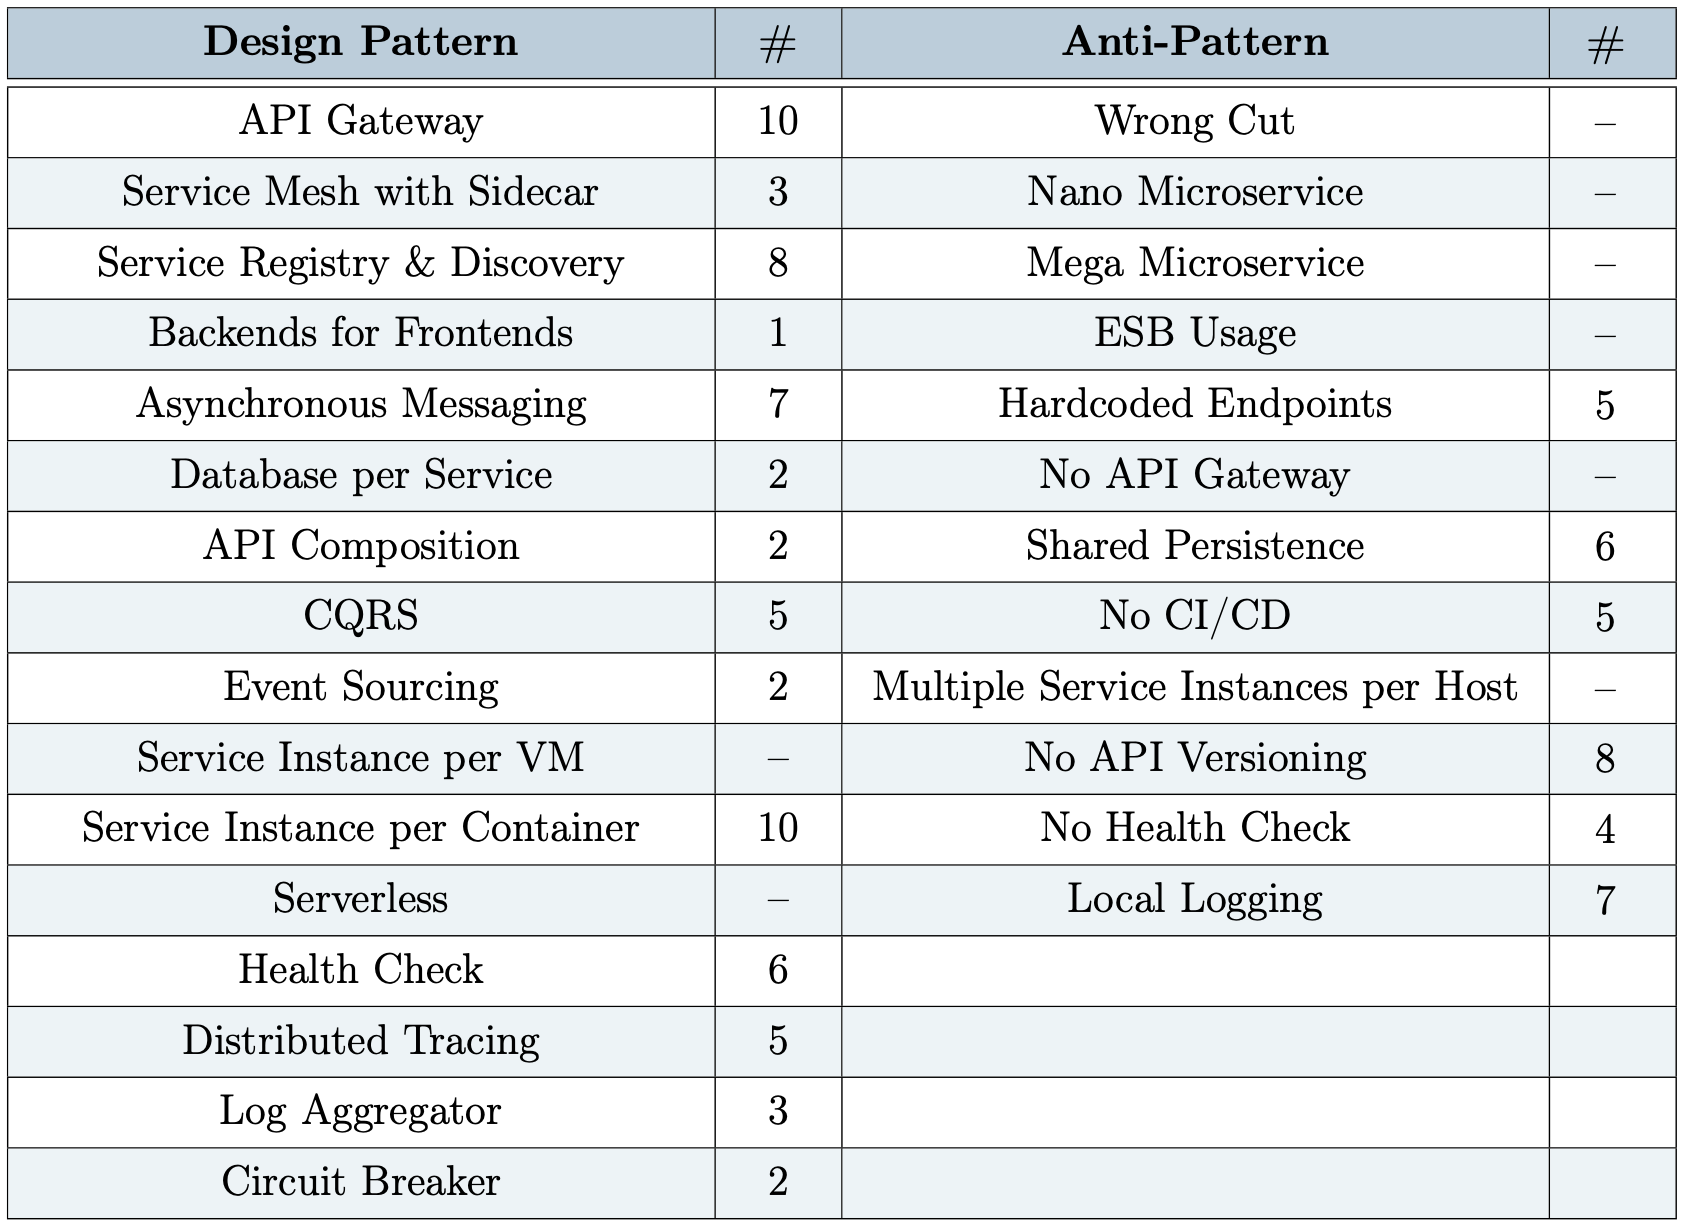 Design Pattern # Anti-Pattern #
API Gateway 10 Wrong Cut –
Service Mesh with Sidecar 3 Nano Microservice –
Service Registry & Discovery 8 Mega Microservice –
Backends for Frontends 1 ESB Usage –
Asynchronous Messaging 7 Hardcoded Endpoints 5
Database per Service 2 No API Gateway –
API Composition 2 Shared Persistence 6
CQRS 5 No CI/CD 5
Event Sourcing 2 Multiple Service Instances per Host –
Service Instance per VM – No API Versioning 8
Service Instance per Container 10 No Health Check 4
Serverless – Local Logging 7
Health Check 6
Distributed Tracing 5
Log Aggregator 3
Circuit Breaker 2